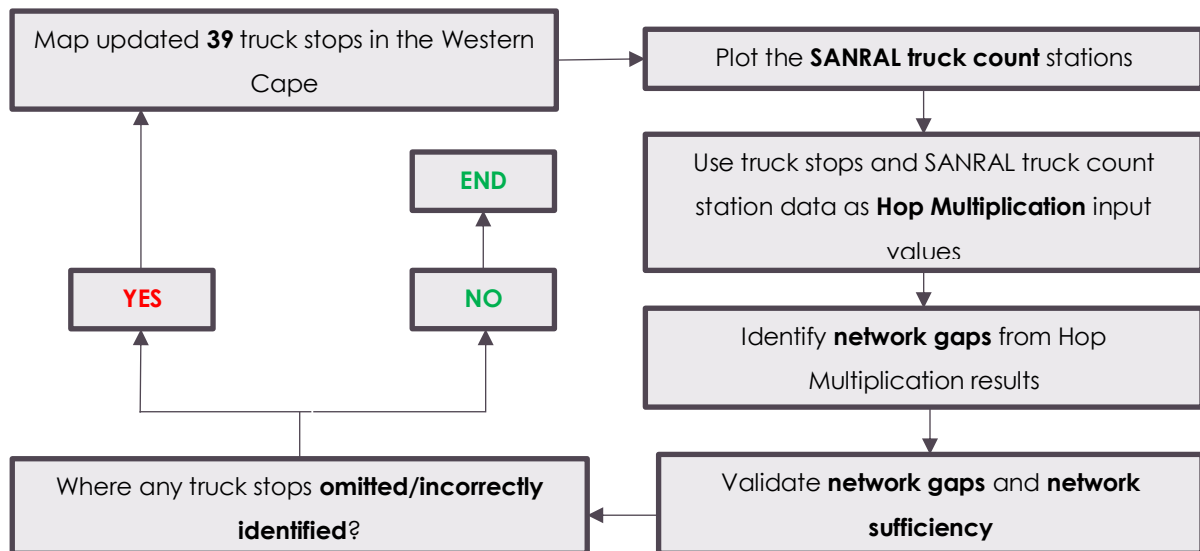 Map updated 39 truck stops in the Western
Cape
Plot the SANRAL truck count stations
Use truck stops and SANRAL truck count
station data as Hop Multiplication input
values
END
YES
NO
Identify network gaps from Hop
Multiplication results
Where any truck stops omitted/incorrectly
identified?
Validate network gaps and network
sufficiency